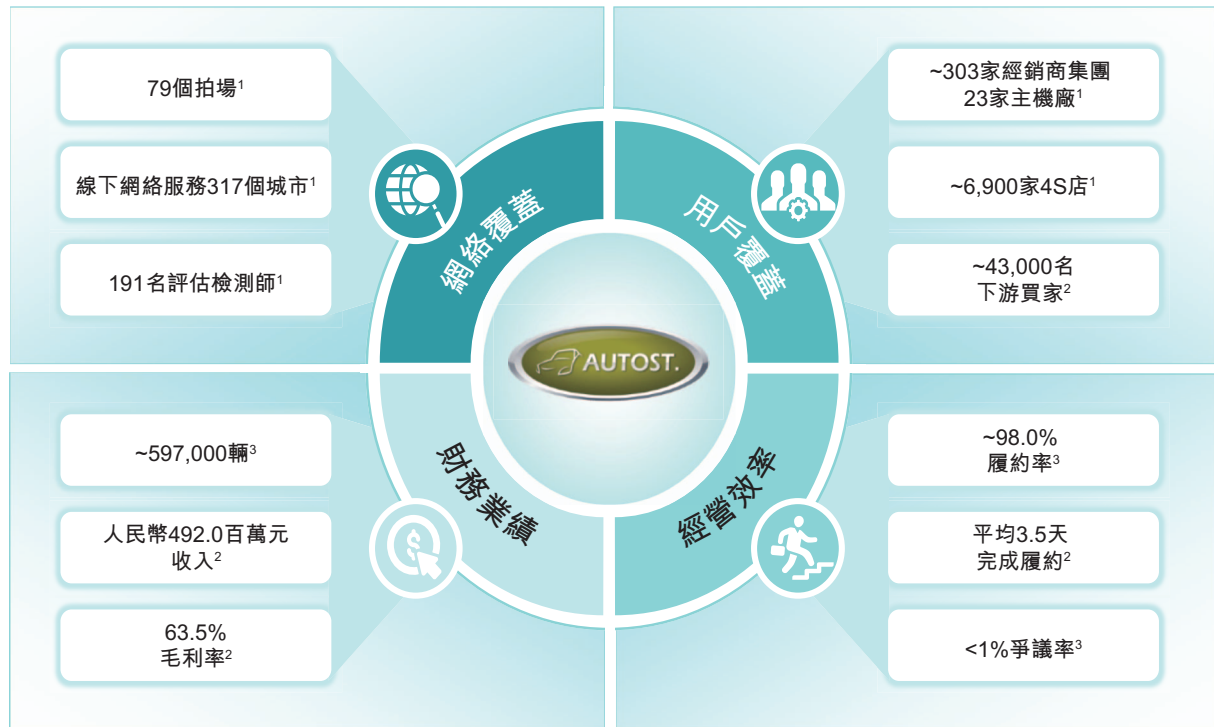 79個拍場¹
線下網絡服務317個城市¹
191名評估檢測師¹
網絡覆蓋
~303家經銷商集團
23家主機廠¹
~6,900家4S店¹
~43,000名
下游買家²
用戶覆蓋
AUTOST.
~597,000輛³
人民幣492.0百萬元
收入²
63.5%
毛利率²
財務業績
~98.0%
履約率³
平均3.5天
完成履約²
<1%爭議率³
經營效率